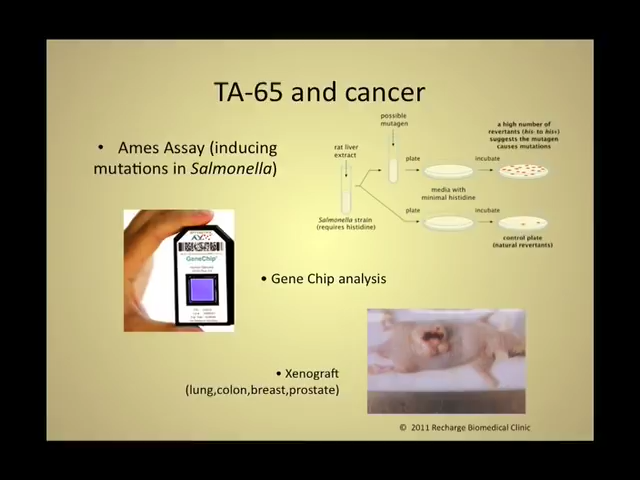 TA-65 and cancer
• Ames Assay (inducing
mutations in Salmonella)
possible
mutagen
a high number of
revertants (his- to his+)
suggests the mutagen
causes mutations
rat liver
extract
plate
incubate
media with
minimal histidine
plate
incubate
Salmonella strain
(requires histidine)
control plate
(natural revertants)
GeneChip
• Gene Chip analysis
• Xenograft
(lung,colon,breast,prostate)
© 2011 Recharge Biomedical Clinic